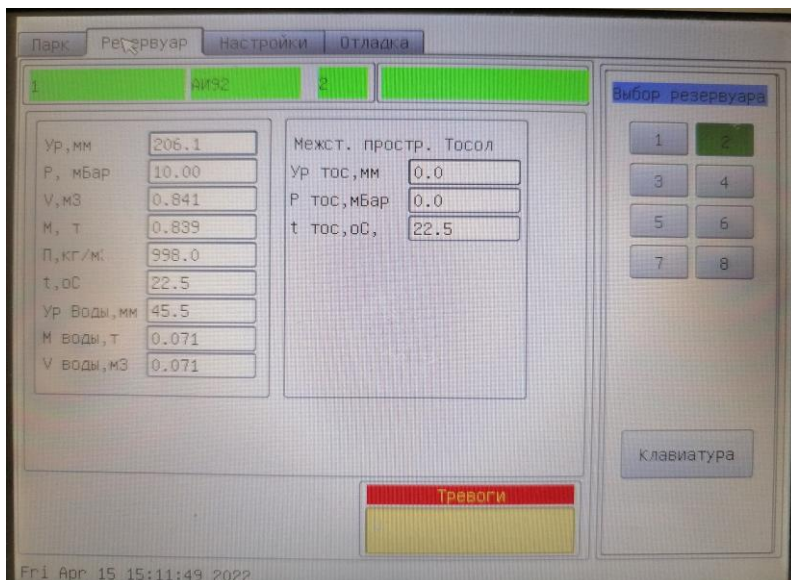 Парк Резервуар Настройки Отладка
1 АИ92 2
Выбор резервуара
1 2
3 4
5 6
7 8
Клавиатура
Ур,мм 206.1
Р, мБар 10.00
V,м3 0.841
М, т 0.839
П,кг/м: 998.0
t,оС 22.5
Ур Воды,мм 45.5
М воды,т 0.071
V воды,м3 0.071
Межст. простр. Тосол
Ур тос,мм 0.0
Р тос,мБар 0.0
t тос,оС, 22.5
Тревоги
Fri Apr 15 15:11:49 2022